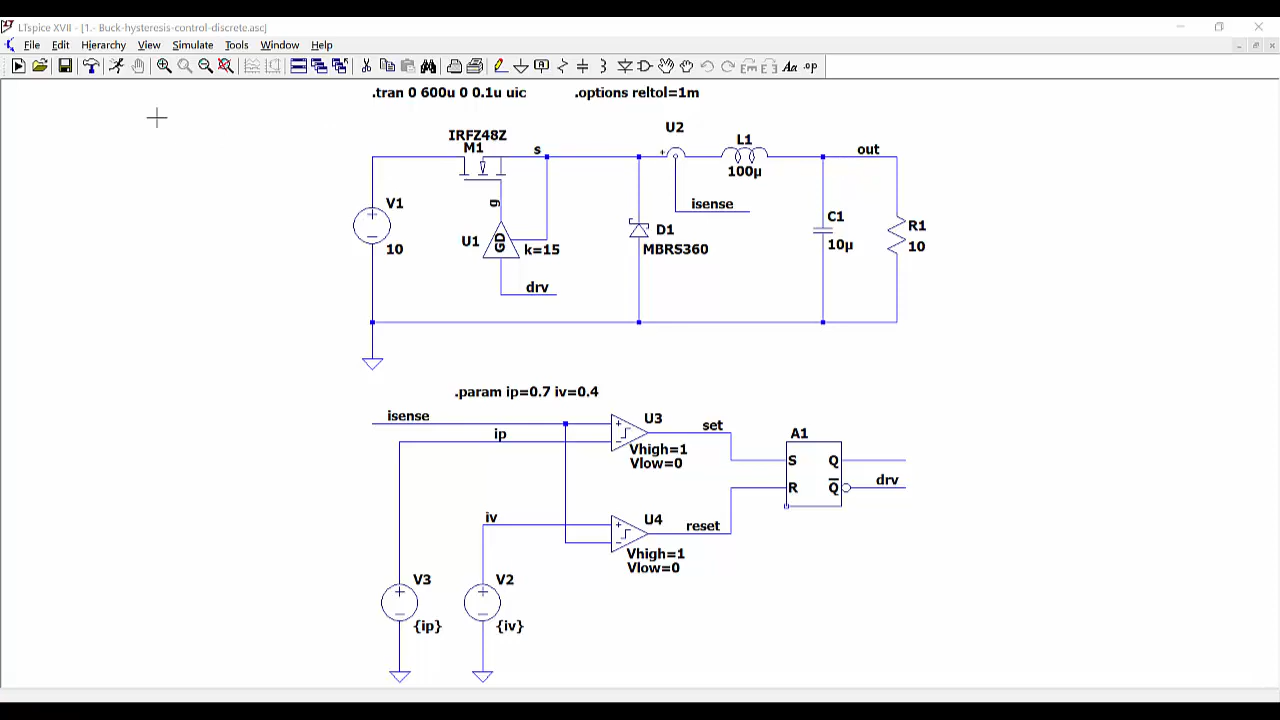 LTspice XVII - [1.- Buck-hysteresis-control-discrete.asc]
File Edit Hierarchy View Simulate Tools Window Help
Aa .op
.tran 0 600u 0 0.1u uic .options reltol=1m
IRFZ48Z
M1
s
U2
L1
100µ
out
isense
g
V1
10
U1
GD
k=15
drv
D1
MBRS360
C1
10µ
R1
10
.param ip=0.7 iv=0.4
isense
ip
U3
Vhigh=1
Vlow=0
set
A1
S Q
R Q̅
drv
iv
U4
Vhigh=1
Vlow=0
reset
V3
{ip}
V2
{iv}